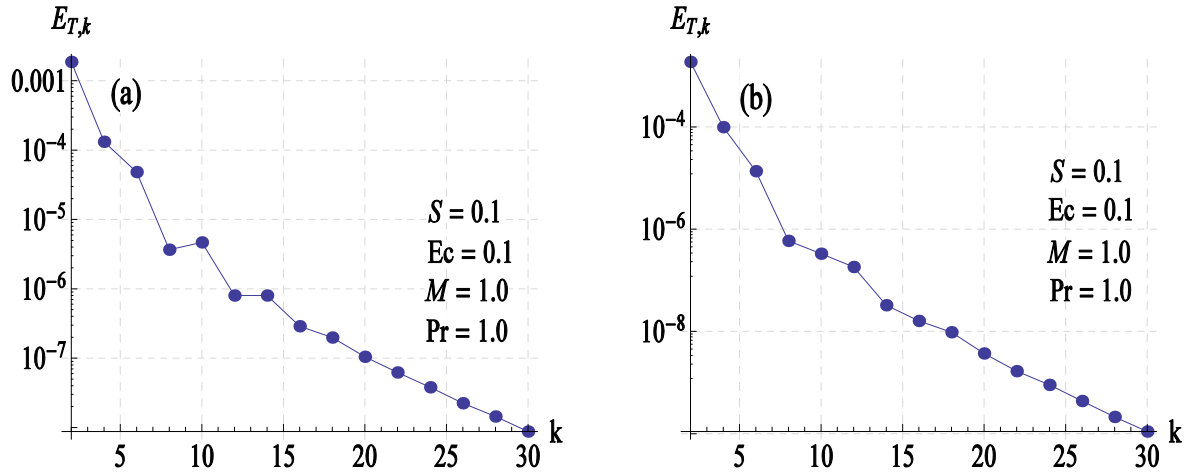 E_{T,k}
0.001
10^{-4}
10^{-5}
10^{-6}
10^{-7}
(a)
S = 0.1
Ec = 0.1
M = 1.0
Pr = 1.0
5 10 15 20 25 30 k
E_{T,k}
10^{-4}
10^{-6}
10^{-8}
(b)
S = 0.1
Ec = 0.1
M = 1.0
Pr = 1.0
5 10 15 20 25 30 k